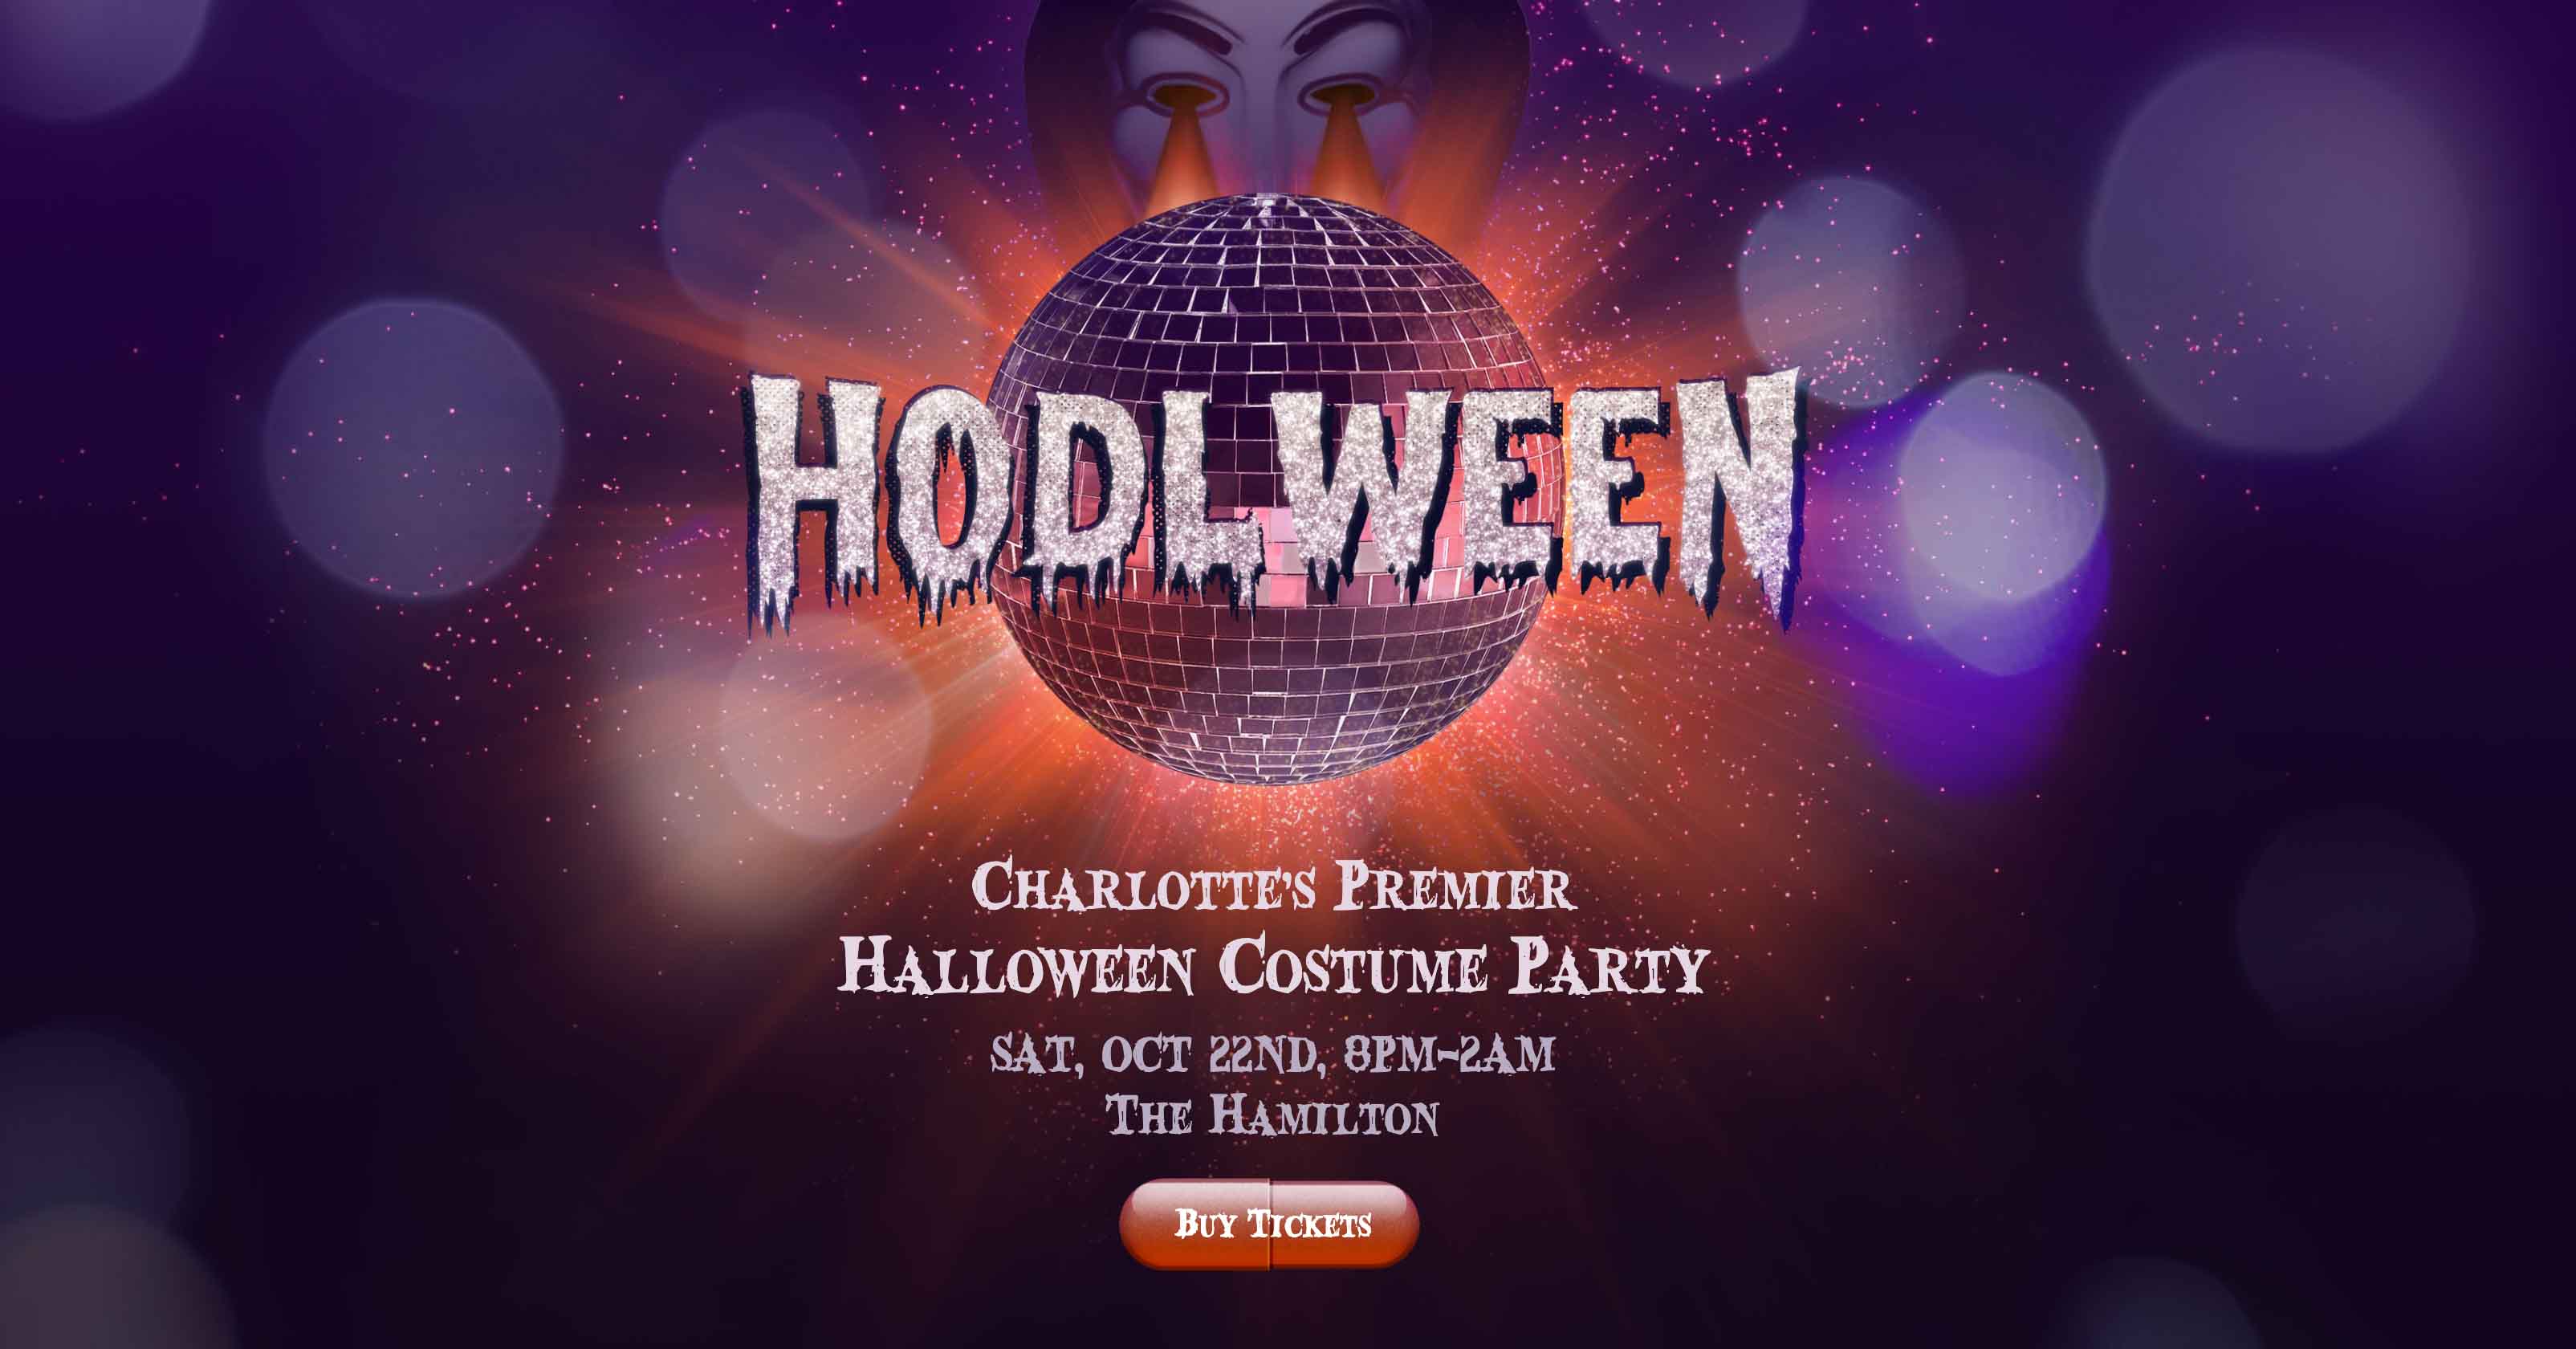 HODLWEEN
Charlotte's Premier
Halloween Costume Party
SAT, OCT 22ND, 8PM-2AM
The Hamilton
Buy Tickets